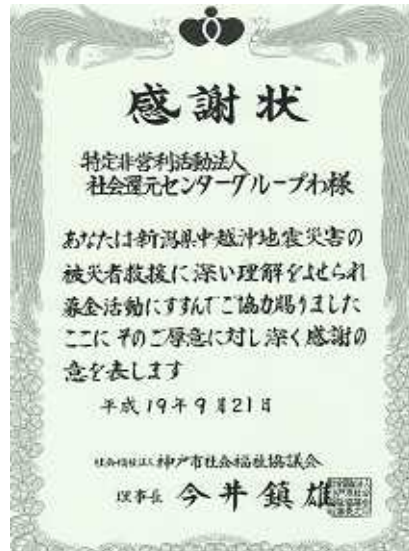 感謝状
特定非営利活動法人
社会還元センターグループわ様
あなたは新潟県中越沖地震災害の
被災者救援に深い理解をよせられ
募金活動にすすんでご協力賜りました
ここに そのご厚意に対し深く感謝の
意を表します
平成19年9月21日
社会福祉法人 神戸市社会福祉協議会
理事長 今井鎮雄